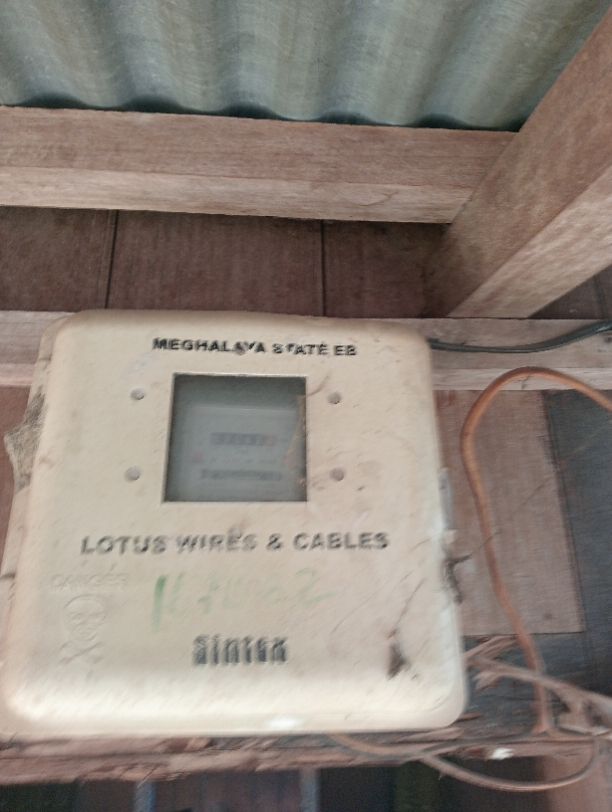 MEGHALAYA STATE EB
LOTUS WIRES & CABLES
DANGER
Sintex